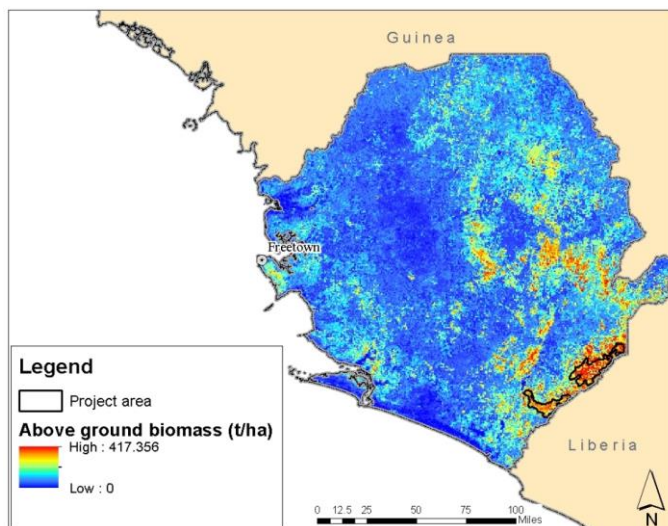 Guinea
Freetown
Legend
Project area
Above ground biomass (t/ha)
High : 417.356
Low : 0
Liberia
N
0 12.5 25 50 75 100
Miles